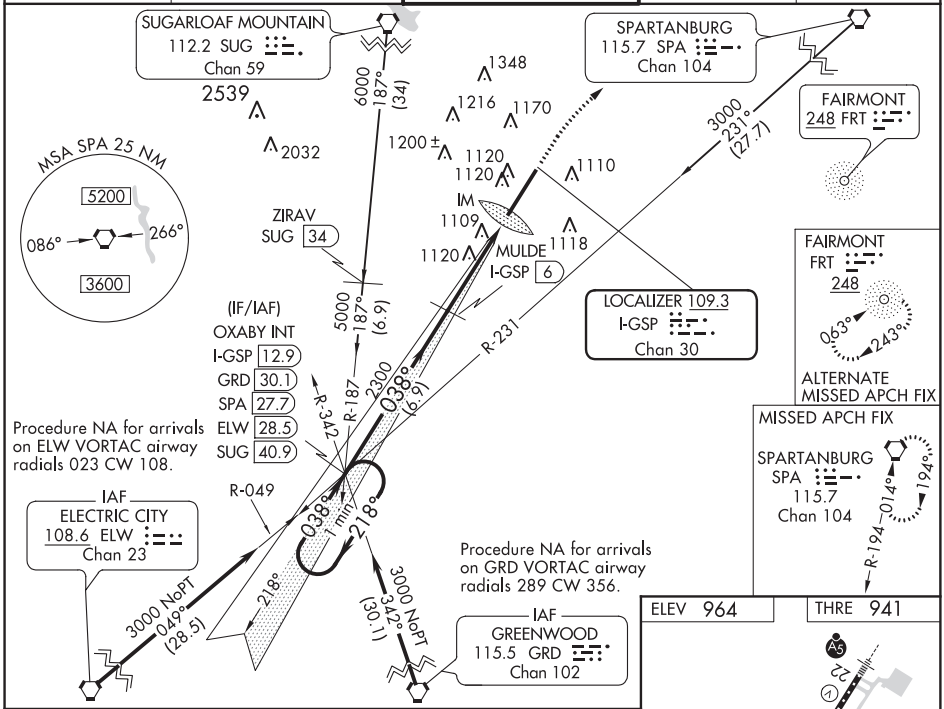 SUGARLOAF MOUNTAIN
112.2 SUG
Chan 59
SPARTANBURG
115.7 SPA
Chan 104
FAIRMONT
248 FRT
6000
187°
(34)
3000
231°
(27.7)
2539
2032
1348
1216
1170
1200 ±
1120
1120
1110
IM
1109
1120
1118
MSA SPA 25 NM
5200
086°
266°
3600
ZIRAV
SUG 34
MULDE
I-GSP 6
5000
187°
(6.9)
R-231
LOCALIZER 109.3
I-GSP
Chan 30
FAIRMONT
FRT
248
063°
243°
ALTERNATE
MISSED APCH FIX
(IF/IAF)
OXABY INT
I-GSP 12.9
GRD 30.1
SPA 27.7
ELW 28.5
SUG 40.9
R-342
R-187
2300
038°
(6.9)
Procedure NA for arrivals
on ELW VORTAC airway
radials 023 CW 108.
R-049
038°
1 min
218°
218°
IAF
ELECTRIC CITY
108.6 ELW
Chan 23
3000 NoPT
049°
(28.5)
3000 NoPT
342°
(30.1)
Procedure NA for arrivals
on GRD VORTAC airway
radials 289 CW 356.
IAF
GREENWOOD
115.5 GRD
Chan 102
MISSED APCH FIX
SPARTANBURG
SPA
115.7
Chan 104
R-194
014°
194°
ELEV 964
THRE 941
A5
22
V